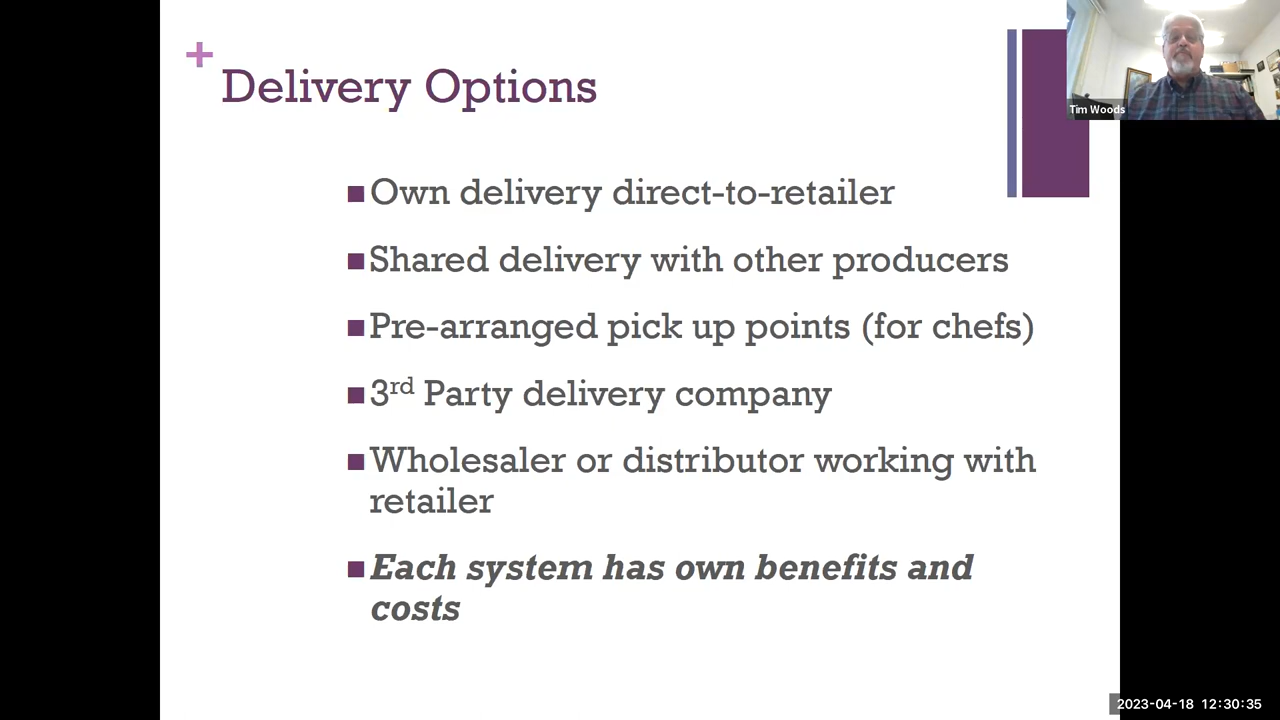 +
Delivery Options
Tim Woods
■ Own delivery direct-to-retailer
■ Shared delivery with other producers
■ Pre-arranged pick up points (for chefs)
■ 3rd Party delivery company
■ Wholesaler or distributor working with
retailer
■ Each system has own benefits and
costs
2023-04-18 12:30:35